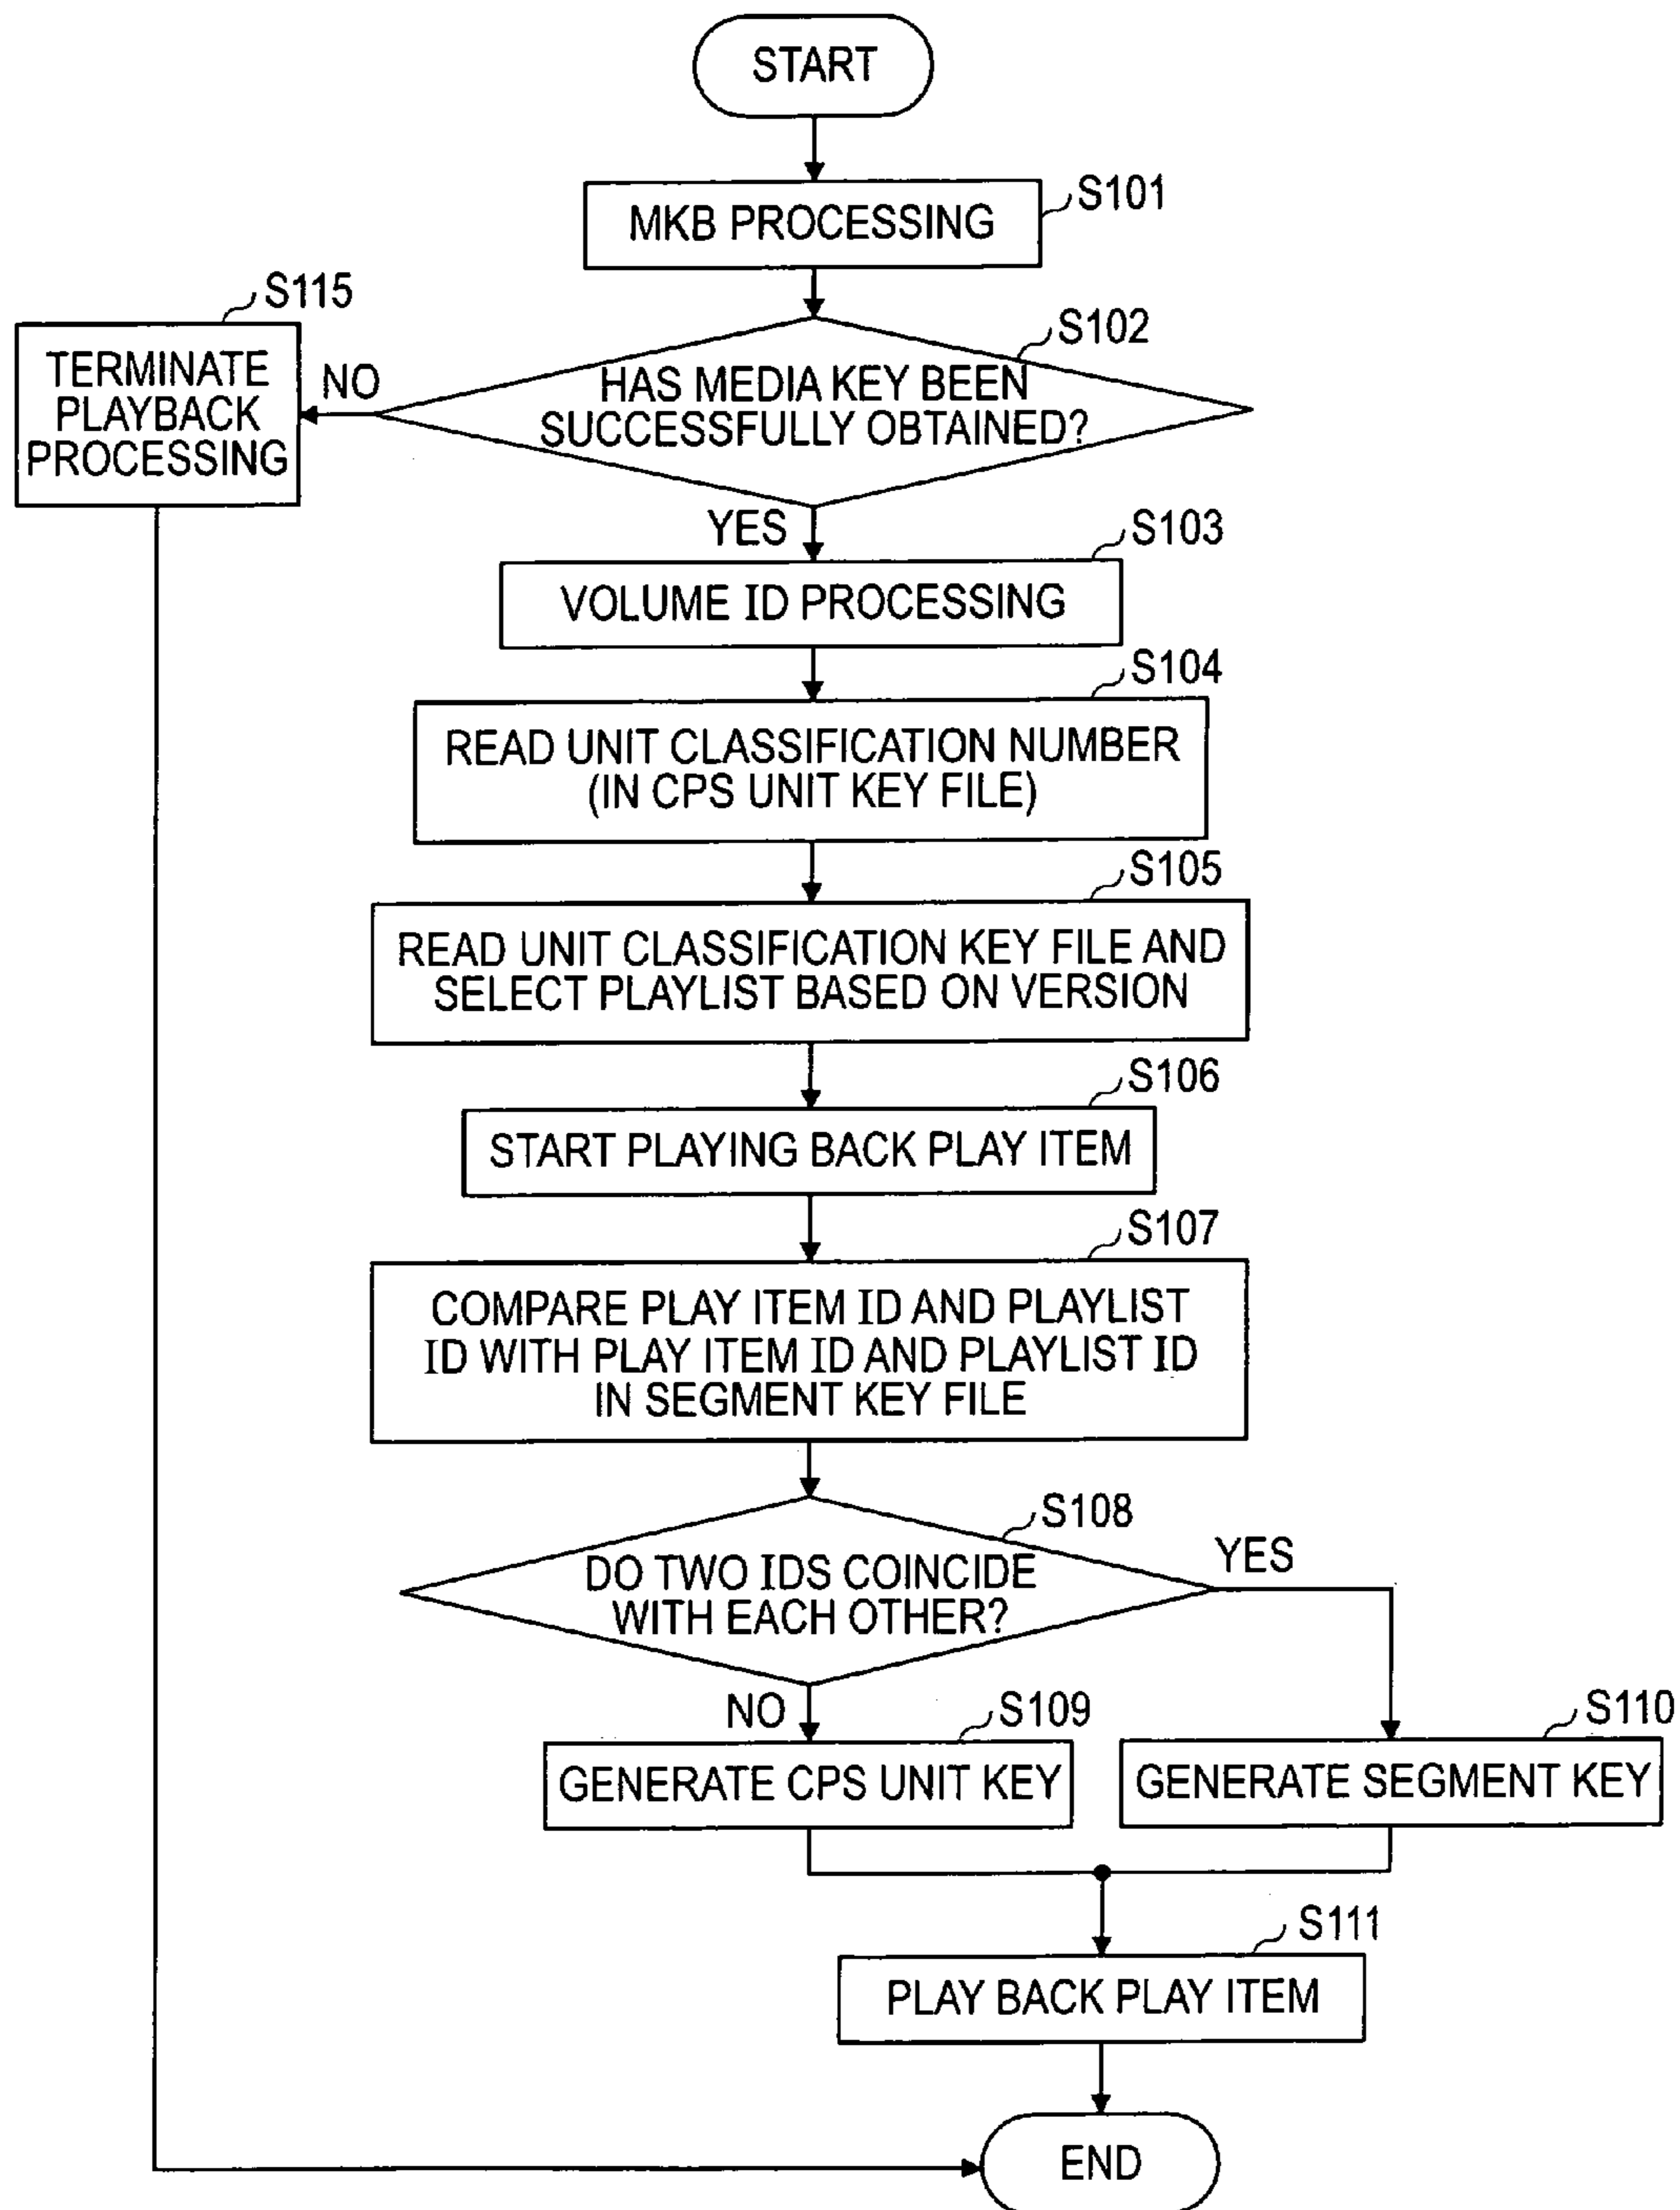 START
MKB PROCESSING
S101
S115
TERMINATE
PLAYBACK
PROCESSING
NO
S102
HAS MEDIA KEY BEEN
SUCCESSFULLY OBTAINED?
YES
S103
VOLUME ID PROCESSING
S104
READ UNIT CLASSIFICATION NUMBER
(IN CPS UNIT KEY FILE)
S105
READ UNIT CLASSIFICATION KEY FILE AND
SELECT PLAYLIST BASED ON VERSION
S106
START PLAYING BACK PLAY ITEM
S107
COMPARE PLAY ITEM ID AND PLAYLIST
ID WITH PLAY ITEM ID AND PLAYLIST ID
IN SEGMENT KEY FILE
S108
DO TWO IDS COINCIDE
WITH EACH OTHER?
YES
NO
S109
GENERATE CPS UNIT KEY
S110
GENERATE SEGMENT KEY
S111
PLAY BACK PLAY ITEM
END